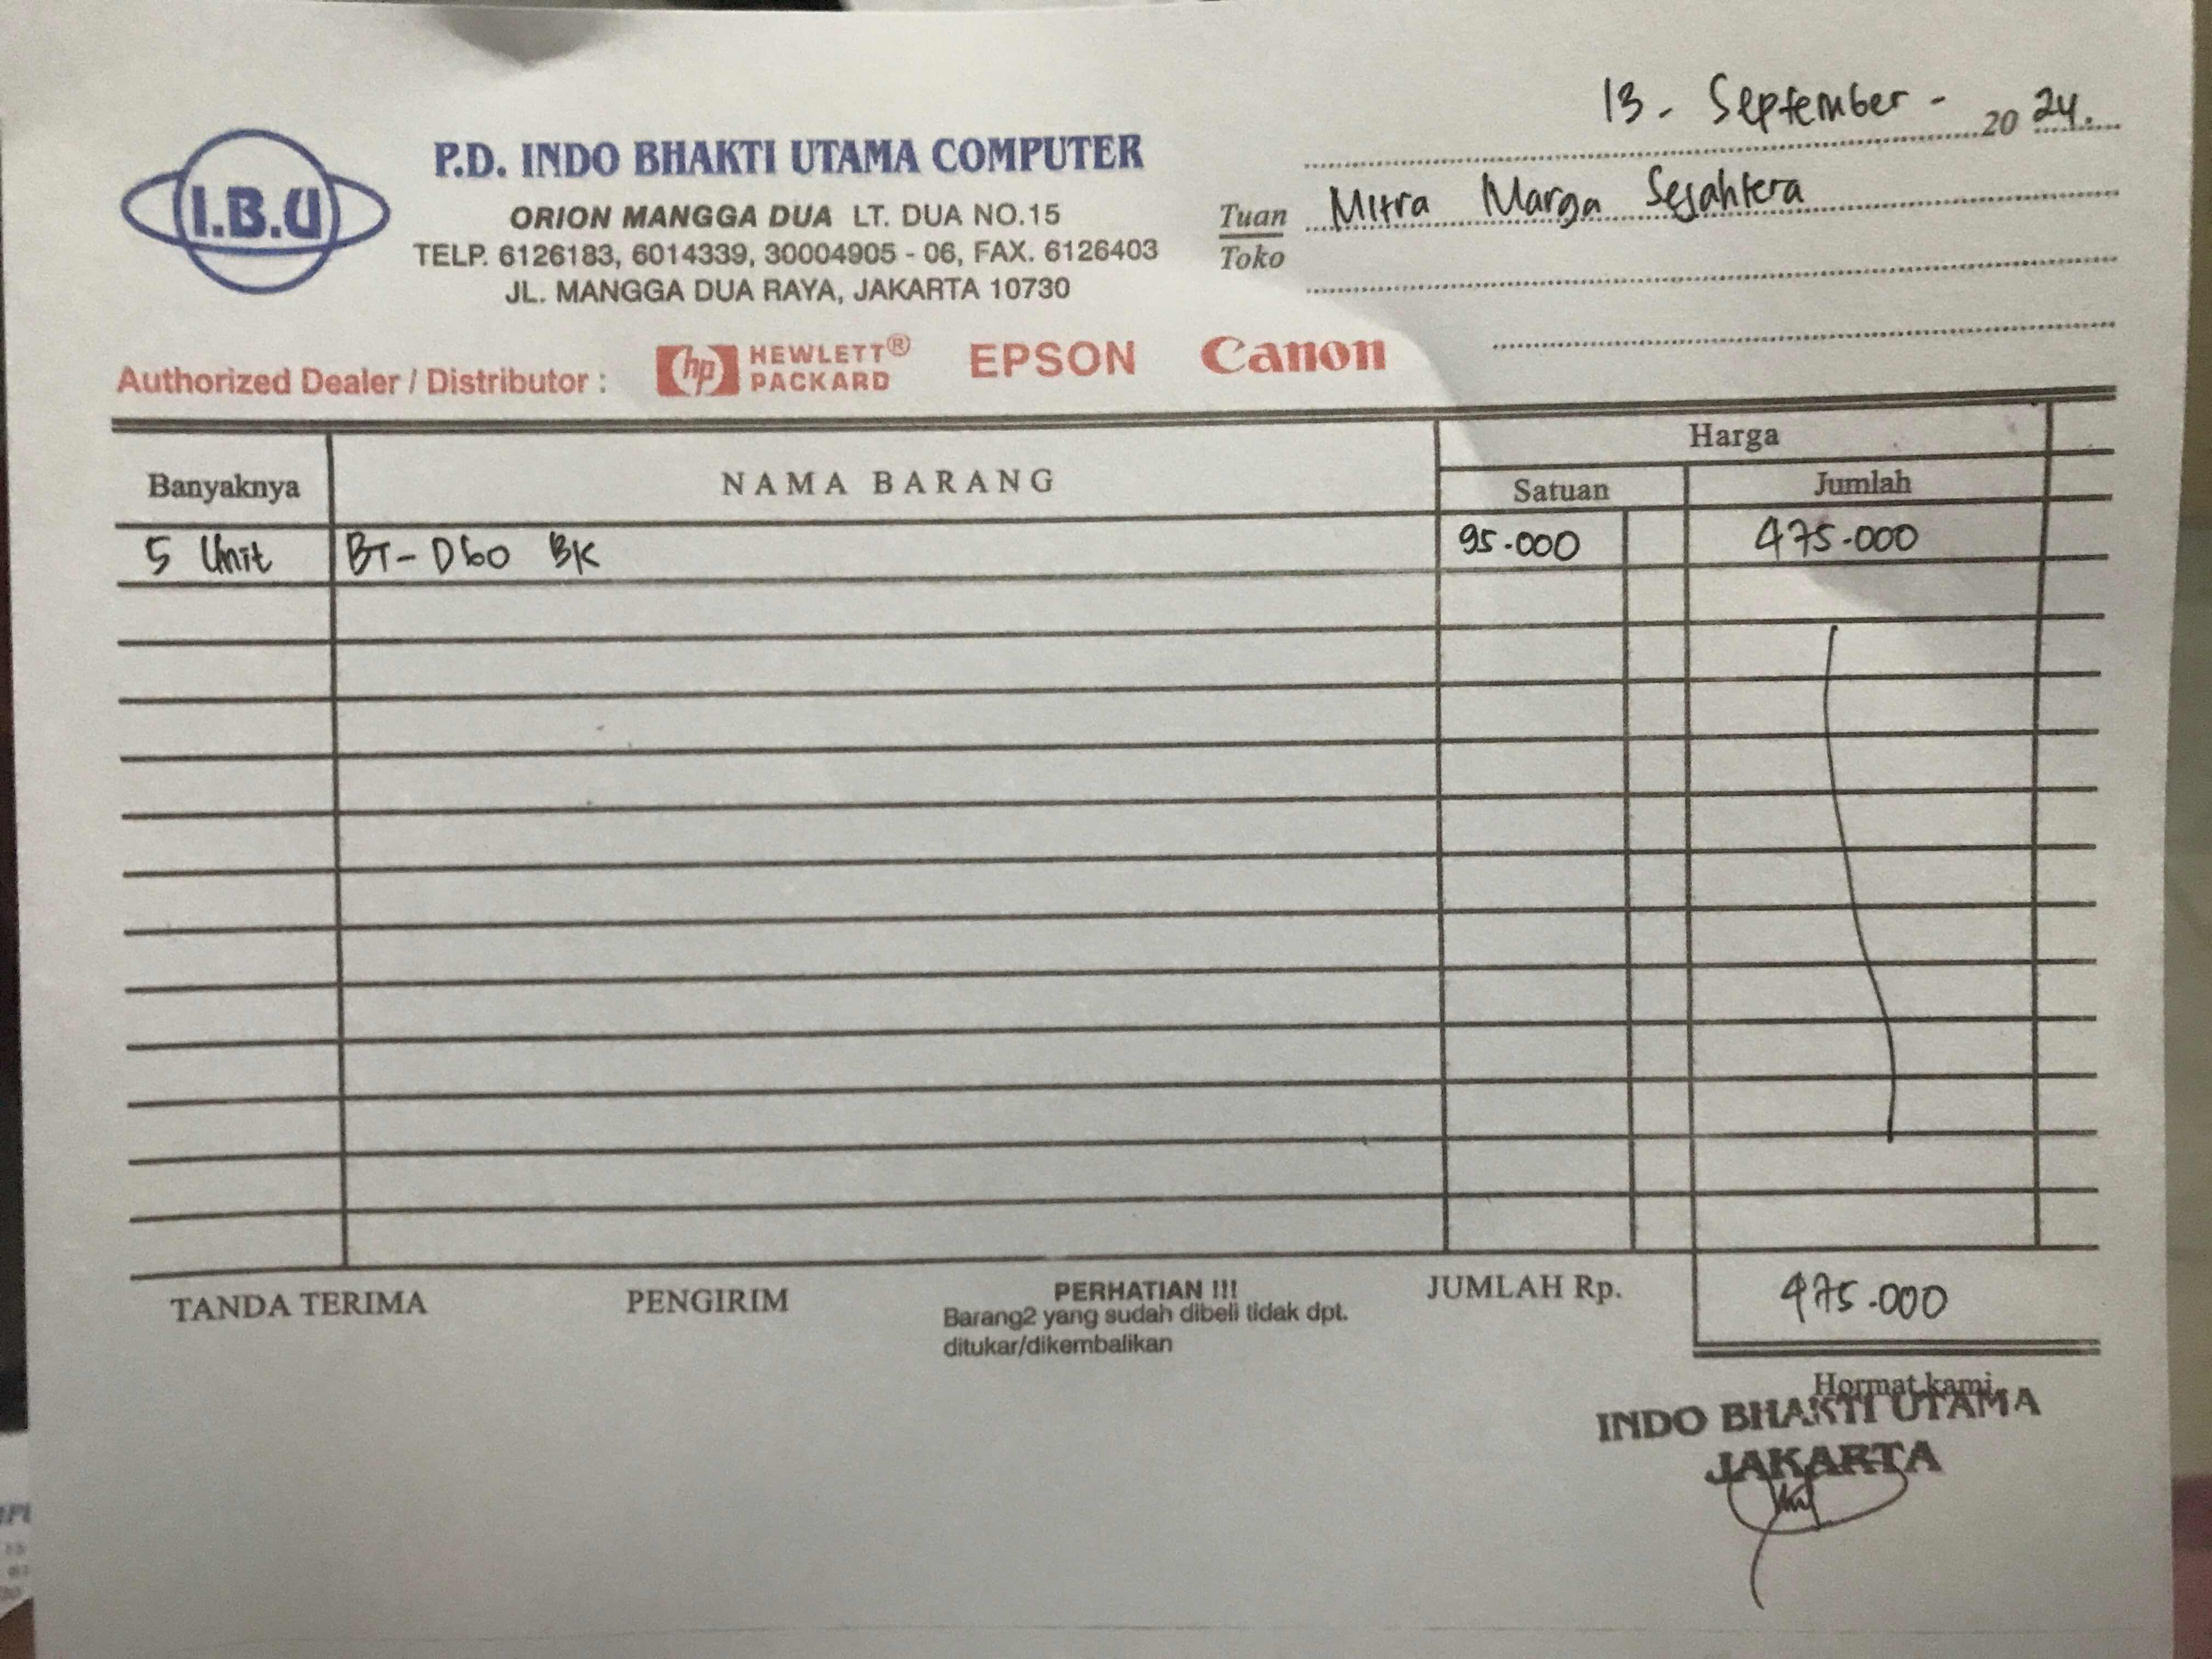 13 - September - 20 24.
I.B.U
P.D. INDO BHAKTI UTAMA COMPUTER
ORION MANGGA DUA LT. DUA NO.15
TELP. 6126183, 6014339, 30004905 - 06, FAX. 6126403
JL. MANGGA DUA RAYA, JAKARTA 10730
Tuan Mitra Marga Sejahtera
Toko
Authorized Dealer / Distributor : hp HEWLETT® PACKARD EPSON Canon
Banyaknya NAMA BARANG Harga
Satuan Jumlah
5 Unit BT-D60 BK 95.000 475.000
TANDA TERIMA PENGIRIM PERHATIAN !!! JUMLAH Rp. 475.000
Barang2 yang sudah dibeli tidak dpt.
ditukar/dikembalikan
Hormat kami,
INDO BHAKTI UTAMA
JAKARTA